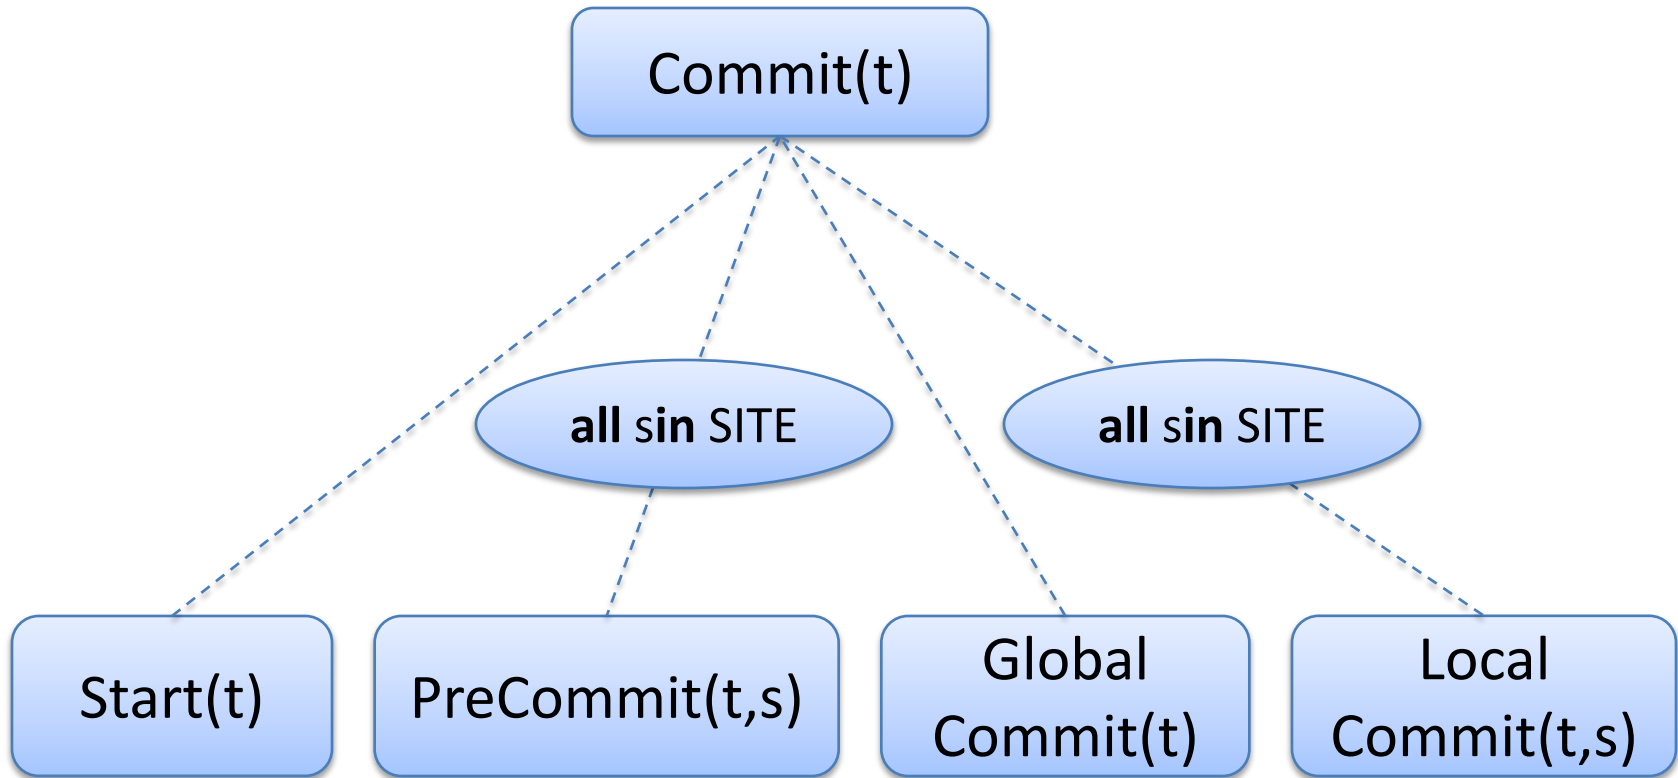 Commit(t)
all sin SITE
all sin SITE
Start(t)
PreCommit(t,s)
Global
Commit(t)
Local
Commit(t,s)